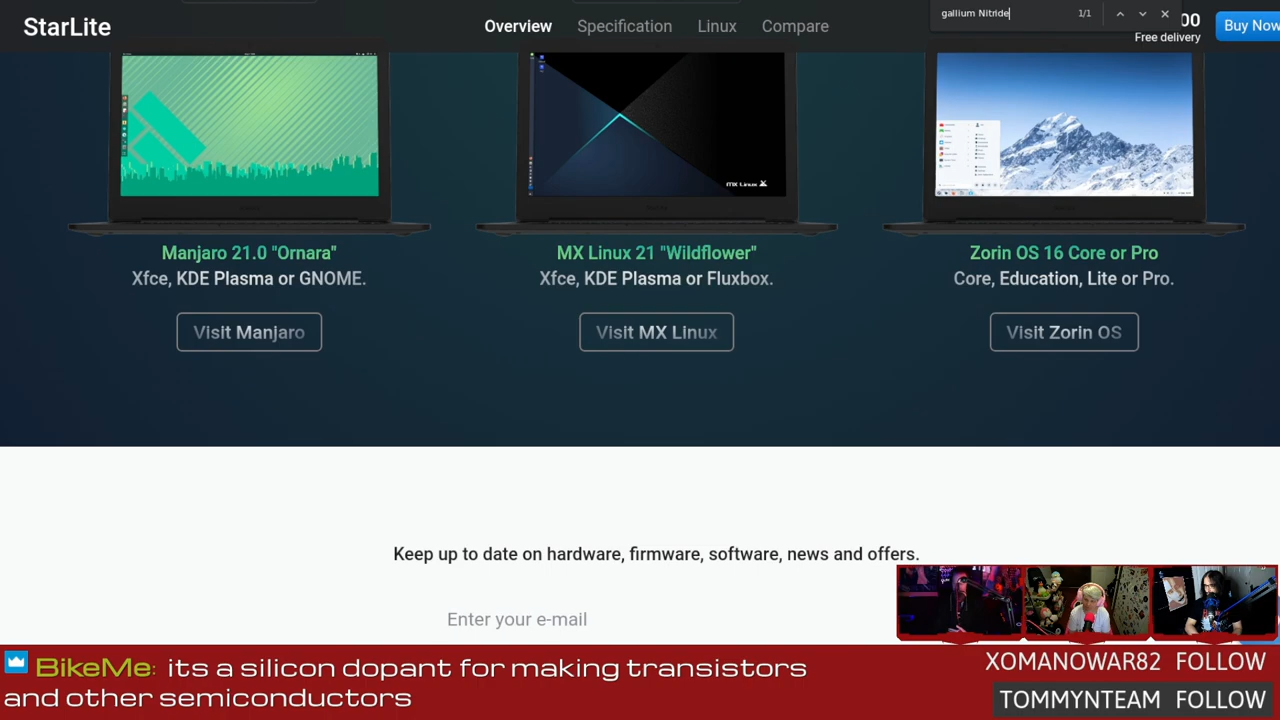 StarLite
Overview
Specification
Linux
Compare
gallium Nitride
1/1
00
Free delivery
Buy Now
MX Linux
Manjaro 21.0 "Ornara"
Xfce, KDE Plasma or GNOME.
Visit Manjaro
MX Linux 21 "Wildflower"
Xfce, KDE Plasma or Fluxbox.
Visit MX Linux
Zorin OS 16 Core or Pro
Core, Education, Lite or Pro.
Visit Zorin OS
Keep up to date on hardware, firmware, software, news and offers.
Enter your e-mail
BikeMe: its a silicon dopant for making transistors
and other semiconductors
XOMANOWAR82 FOLLOW
TOMMYNTEAM FOLLOW